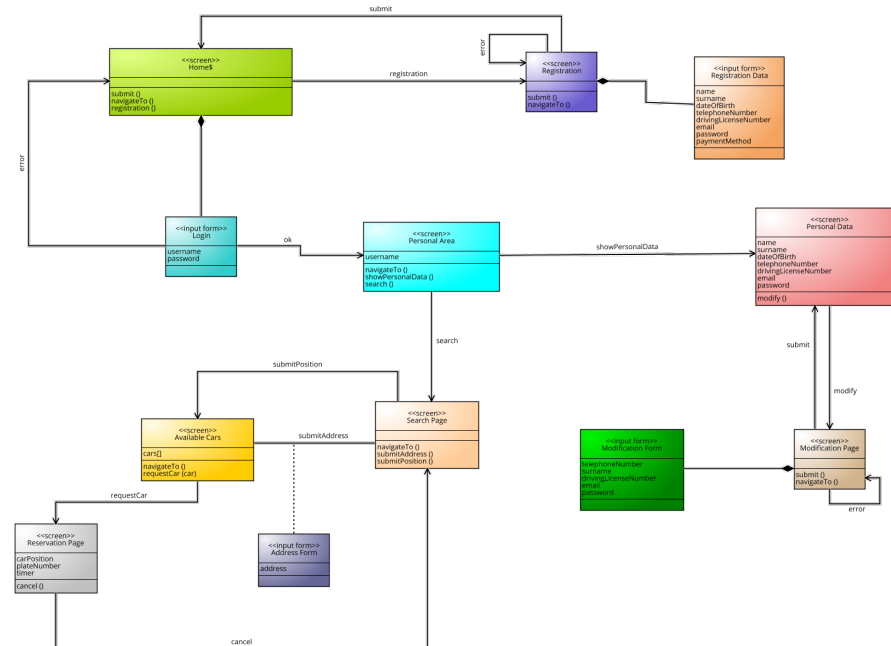 submit
<<screen>>
Home$
submit ()
navigateTo ()
registration ()
registration
error
<<screen>>
Registration
submit ()
navigateTo ()
<<input form>>
Registration Data
name
surname
dateOfBirth
telephoneNumber
drivingLicenseNumber
email
password
paymentMethod
error
<<input form>>
Login
username
password
ok
<<screen>>
Personal Area
username
navigateTo ()
showPersonalData ()
search ()
showPersonalData
<<screen>>
Personal Data
name
surname
dateOfBirth
telephoneNumber
drivingLicenseNumber
email
password
modify ()
search
submit
modify
submitPosition
<<screen>>
Available Cars
cars[]
navigateTo ()
requestCar (car)
submitAddress
<<screen>>
Search Page
navigateTo ()
submitAddress ()
submitPosition ()
<<input form>>
Modification Form
telephoneNumber
surname
drivingLicenseNumber
email
password
<<screen>>
Modification Page
submit ()
navigateTo ()
error
requestCar
<<screen>>
Reservation Page
carPosition
plateNumber
timer
cancel ()
<<input form>>
Address Form
address
cancel